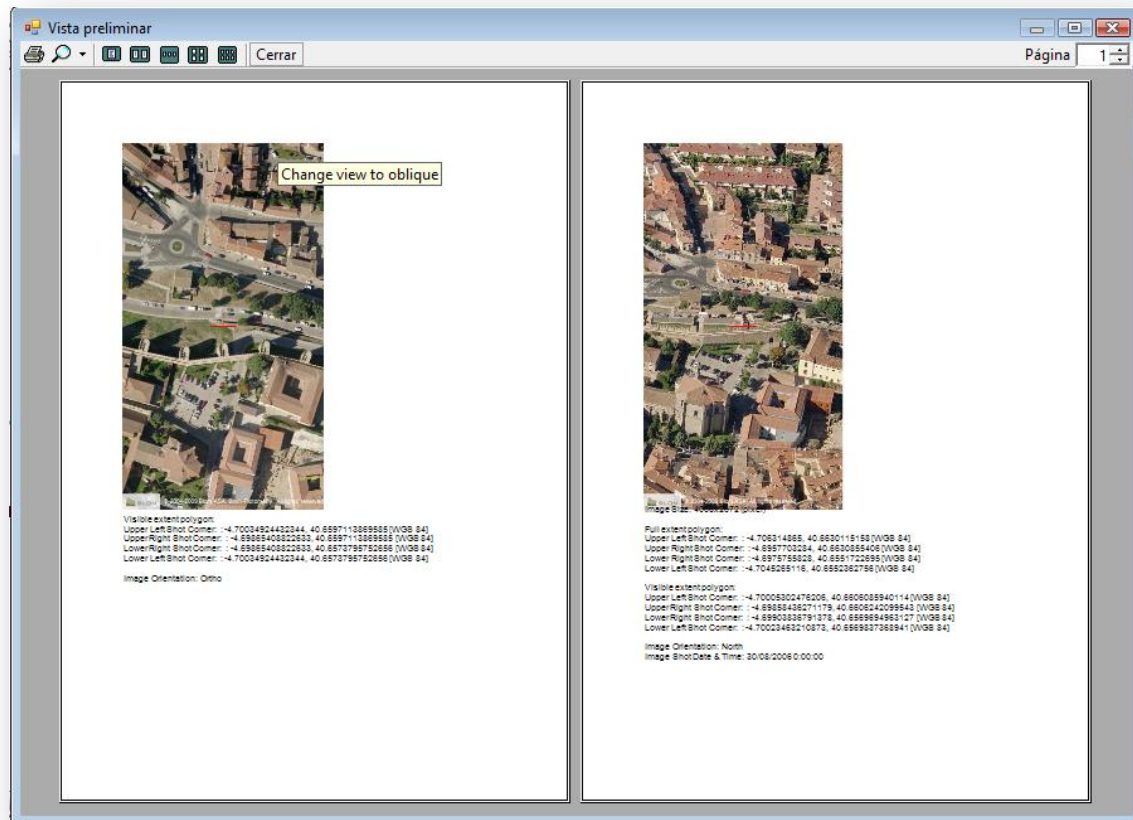 Vista preliminar
Cerrar
Página 1
Change view to oblique
Visible extent polygon:
Upper Left Shot Corner: :-4.70034924432344, 40.6597113869585 [WGS 84]
Upper Right Shot Corner: :-4.69865408822633, 40.6597113869585 [WGS 84]
Lower Right Shot Corner: :-4.69865408822633, 40.6573795752656 [WGS 84]
Lower Left Shot Corner: :-4.70034924432344, 40.6573795752656 [WGS 84]
Image Orientation: Ortho
Image Size: (pixel)
Full extent polygon:
Upper Left Shot Corner: :-4.706314865, 40.6630115158 [WGS 84]
Upper Right Shot Corner: :-4.6957703284, 40.6630855406 [WGS 84]
Lower Right Shot Corner: :-4.6975755828, 40.6551722695 [WGS 84]
Lower Left Shot Corner: :-4.7045265116, 40.6552362756 [WGS 84]
Visible extent polygon:
Upper Left Shot Corner: :-4.70005302476206, 40.6606085940114 [WGS 84]
Upper Right Shot Corner: :-4.69858436271179, 40.6606242099543 [WGS 84]
Lower Right Shot Corner: :-4.69903836791378, 40.6569694963127 [WGS 84]
Lower Left Shot Corner: :-4.70023463210873, 40.6569837368941 [WGS 84]
Image Orientation: North
Image Shot Date & Time: 30/08/2006 0:00:00